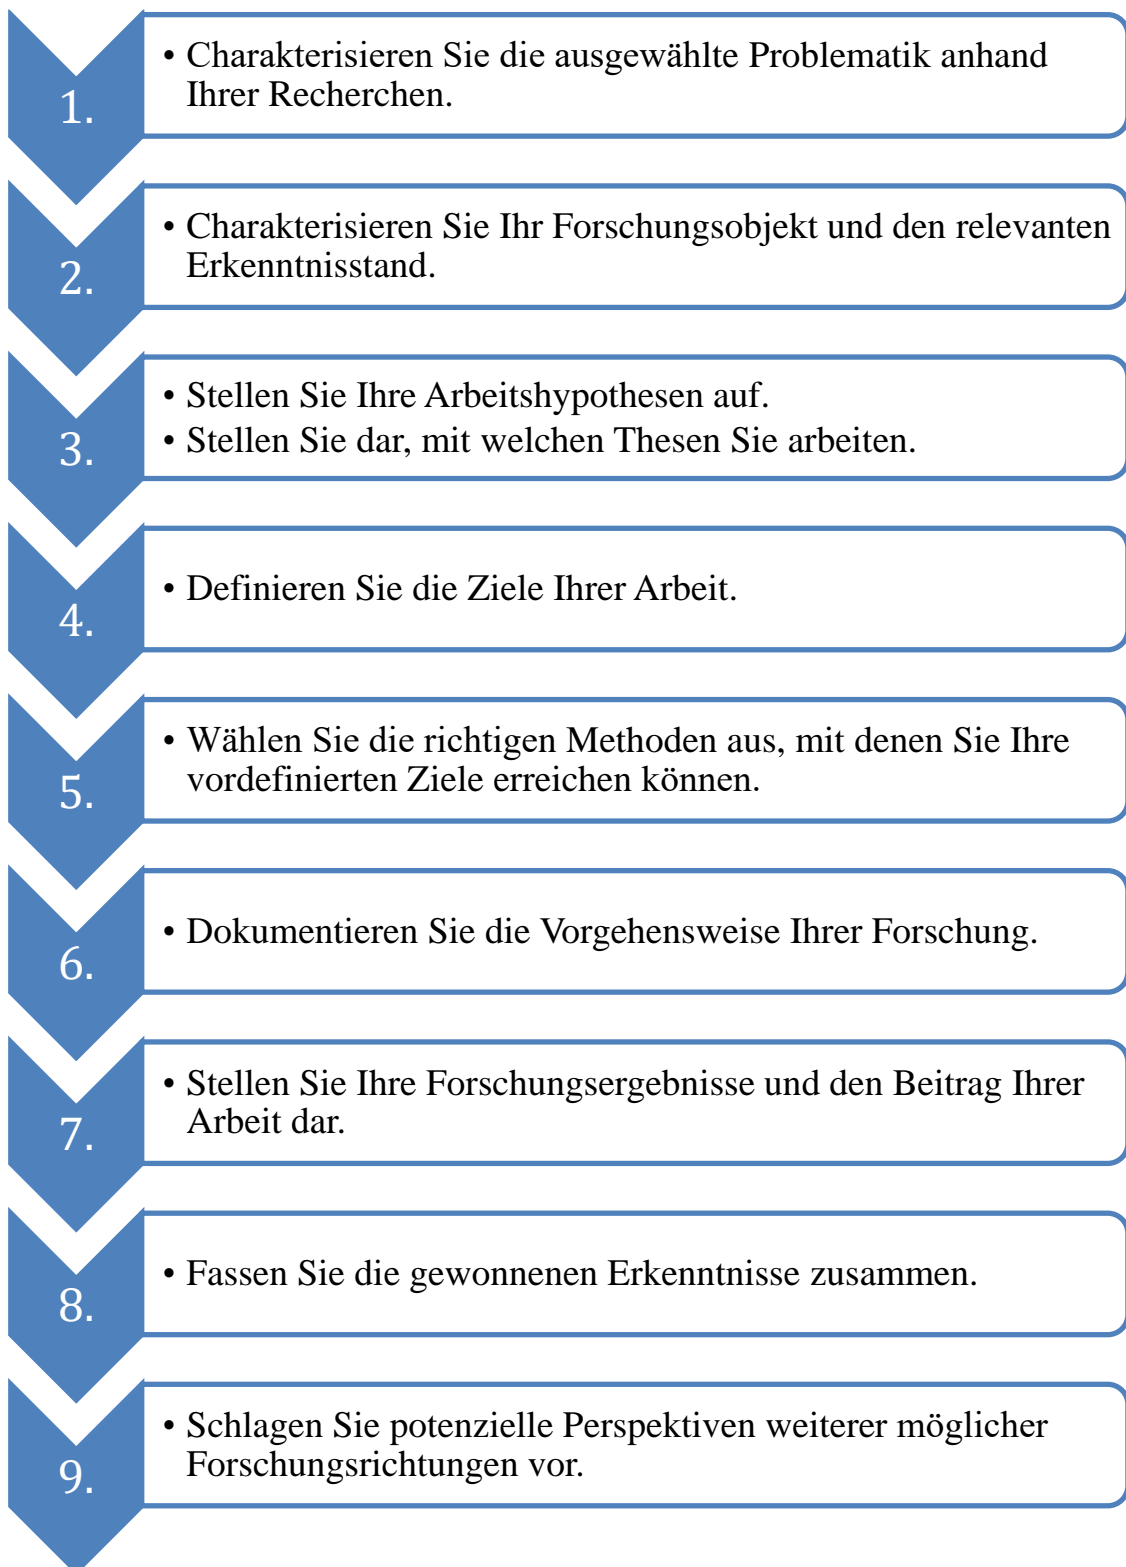 1.
• Charakterisieren Sie die ausgewählte Problematik anhand
Ihrer Recherchen.
2.
• Charakterisieren Sie Ihr Forschungsobjekt und den relevanten
Erkenntnisstand.
3.
• Stellen Sie Ihre Arbeitshypothesen auf.
• Stellen Sie dar, mit welchen Thesen Sie arbeiten.
4.
• Definieren Sie die Ziele Ihrer Arbeit.
5.
• Wählen Sie die richtigen Methoden aus, mit denen Sie Ihre
vordefinierten Ziele erreichen können.
6.
• Dokumentieren Sie die Vorgehensweise Ihrer Forschung.
7.
• Stellen Sie Ihre Forschungsergebnisse und den Beitrag Ihrer
Arbeit dar.
8.
• Fassen Sie die gewonnenen Erkenntnisse zusammen.
9.
• Schlagen Sie potenzielle Perspektiven weiterer möglicher
Forschungsrichtungen vor.